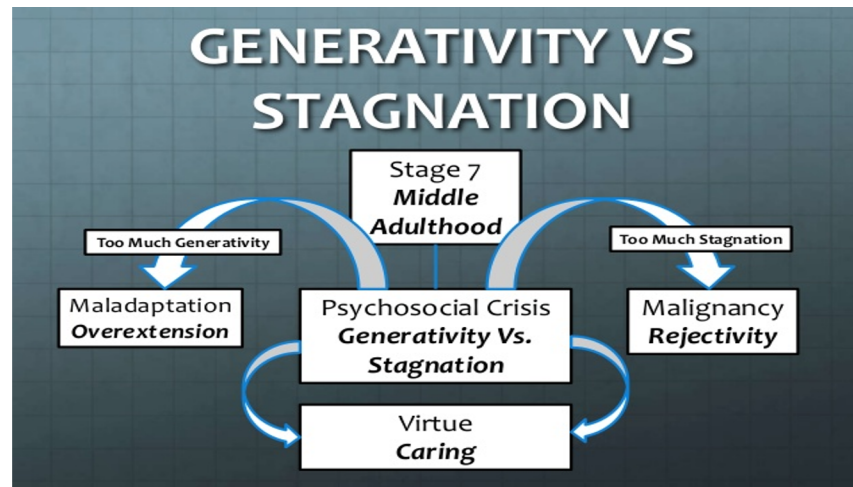 GENERATIVITY VS
STAGNATION
Stage 7
Middle
Adulthood
Too Much Generativity
Too Much Stagnation
Maladaptation
Overextension
Psychosocial Crisis
Generativity Vs.
Stagnation
Malignancy
Rejectivity
Virtue
Caring